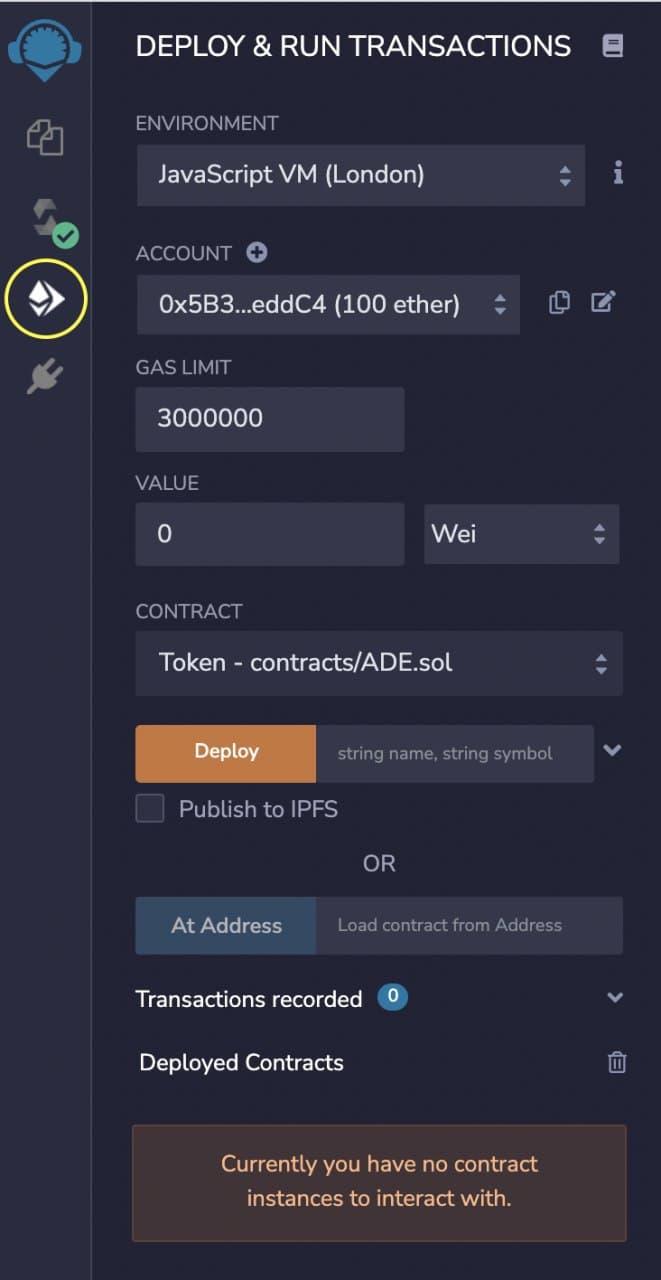 DEPLOY & RUN TRANSACTIONS
ENVIRONMENT
JavaScript VM (London)
ACCOUNT
0x5B3...eddC4 (100 ether)
GAS LIMIT
3000000
VALUE
0
Wei
CONTRACT
Token - contracts/ADE.sol
Deploy
string name, string symbol
Publish to IPFS
OR
At Address
Load contract from Address
Transactions recorded 0
Deployed Contracts
Currently you have no contract
instances to interact with.